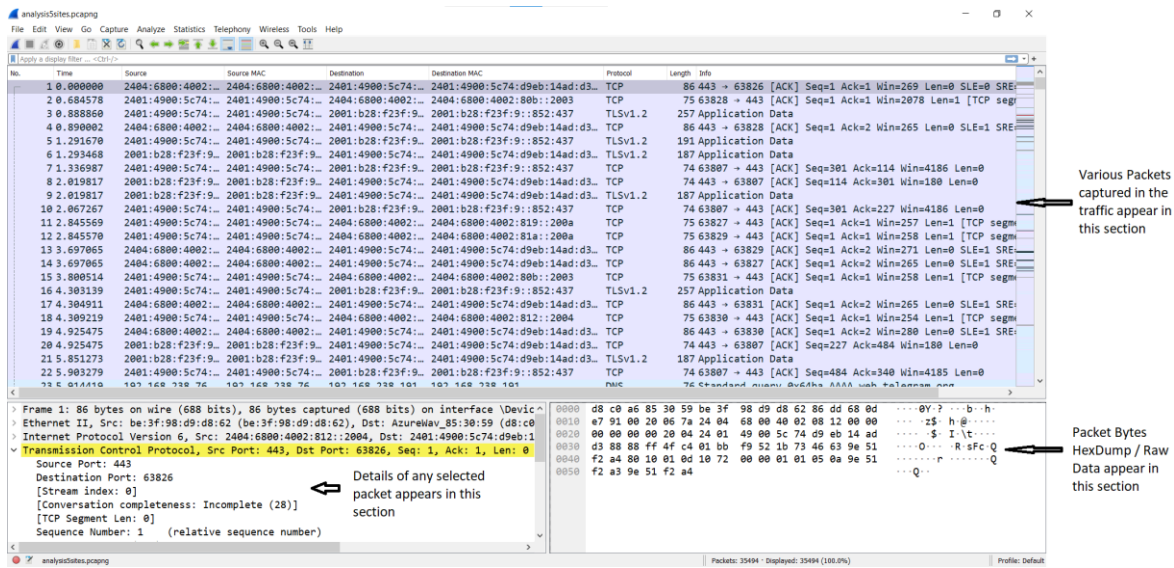 analysis5sites.pcapng
File Edit View Go Capture Analyze Statistics Telephony Wireless Tools Help
Apply a display filter ... <Ctrl-/>
No. Time Source Source MAC Destination Destination MAC Protocol Length Info
1 0.000000 2404:6800:4002:… 2404:6800:4002:… 2401:4900:5c74:… 2401:4900:5c74:d9eb:14ad:d3… TCP 86 443 → 63826 [ACK] Seq=1 Ack=1 Win=269 Len=0 SLE=0 SRE=
2 0.684578 2401:4900:5c74:… 2401:4900:5c74:… 2404:6800:4002:… 2404:6800:4002:80b::2003 TCP 75 63828 → 443 [ACK] Seq=1 Ack=1 Win=2078 Len=1 [TCP segm
3 0.888860 2401:4900:5c74:… 2401:4900:5c74:… 2001:b28:f23f:9… 2001:b28:f23f:9::852:437 TLSv1.2 257 Application Data
4 0.890002 2404:6800:4002:… 2404:6800:4002:… 2401:4900:5c74:… 2401:4900:5c74:d9eb:14ad:d3… TCP 86 443 → 63828 [ACK] Seq=1 Ack=2 Win=265 Len=0 SLE=1 SRE=
5 1.291670 2401:4900:5c74:… 2401:4900:5c74:… 2001:b28:f23f:9… 2001:b28:f23f:9::852:437 TLSv1.2 191 Application Data
6 1.293468 2001:b28:f23f:9… 2001:b28:f23f:9… 2401:4900:5c74:… 2401:4900:5c74:d9eb:14ad:d3… TLSv1.2 187 Application Data
7 1.336987 2401:4900:5c74:… 2401:4900:5c74:… 2001:b28:f23f:9… 2001:b28:f23f:9::852:437 TCP 74 63807 → 443 [ACK] Seq=301 Ack=114 Win=4186 Len=0
8 2.019817 2001:b28:f23f:9… 2001:b28:f23f:9… 2401:4900:5c74:… 2401:4900:5c74:d9eb:14ad:d3… TCP 74 443 → 63807 [ACK] Seq=114 Ack=301 Win=180 Len=0
9 2.019817 2001:b28:f23f:9… 2001:b28:f23f:9… 2401:4900:5c74:… 2401:4900:5c74:d9eb:14ad:d3… TLSv1.2 187 Application Data
10 2.067267 2401:4900:5c74:… 2401:4900:5c74:… 2001:b28:f23f:9… 2001:b28:f23f:9::852:437 TCP 74 63807 → 443 [ACK] Seq=301 Ack=227 Win=4186 Len=0
11 2.845569 2401:4900:5c74:… 2401:4900:5c74:… 2404:6800:4002:… 2404:6800:4002:819::200a TCP 75 63827 → 443 [ACK] Seq=1 Ack=1 Win=257 Len=1 [TCP segme
12 2.845570 2401:4900:5c74:… 2401:4900:5c74:… 2404:6800:4002:… 2404:6800:4002:81a::200a TCP 75 63829 → 443 [ACK] Seq=1 Ack=1 Win=258 Len=1 [TCP segme
13 3.697065 2404:6800:4002:… 2404:6800:4002:… 2401:4900:5c74:… 2401:4900:5c74:d9eb:14ad:d3… TCP 86 443 → 63829 [ACK] Seq=1 Ack=2 Win=271 Len=0 SLE=1 SRE=
14 3.697065 2404:6800:4002:… 2404:6800:4002:… 2401:4900:5c74:… 2401:4900:5c74:d9eb:14ad:d3… TCP 86 443 → 63827 [ACK] Seq=1 Ack=2 Win=265 Len=0 SLE=1 SRE=
15 3.800514 2401:4900:5c74:… 2401:4900:5c74:… 2404:6800:4002:… 2404:6800:4002:80b::2003 TCP 75 63831 → 443 [ACK] Seq=1 Ack=1 Win=258 Len=1 [TCP segme
16 4.303139 2401:4900:5c74:… 2401:4900:5c74:… 2001:b28:f23f:9… 2001:b28:f23f:9::852:437 TLSv1.2 257 Application Data
17 4.304911 2404:6800:4002:… 2404:6800:4002:… 2401:4900:5c74:… 2401:4900:5c74:d9eb:14ad:d3… TCP 86 443 → 63831 [ACK] Seq=1 Ack=2 Win=265 Len=0 SLE=1 SRE=
18 4.309219 2401:4900:5c74:… 2401:4900:5c74:… 2404:6800:4002:… 2404:6800:4002:812::2004 TCP 75 63830 → 443 [ACK] Seq=1 Ack=1 Win=254 Len=1 [TCP segme
19 4.925475 2404:6800:4002:… 2404:6800:4002:… 2401:4900:5c74:… 2401:4900:5c74:d9eb:14ad:d3… TCP 86 443 → 63830 [ACK] Seq=1 Ack=2 Win=280 Len=0 SLE=1 SRE=
20 4.925475 2001:b28:f23f:9… 2001:b28:f23f:9… 2401:4900:5c74:… 2401:4900:5c74:d9eb:14ad:d3… TCP 74 443 → 63807 [ACK] Seq=227 Ack=484 Win=180 Len=0
21 5.851273 2001:b28:f23f:9… 2001:b28:f23f:9… 2401:4900:5c74:… 2401:4900:5c74:d9eb:14ad:d3… TLSv1.2 187 Application Data
22 5.903279 2401:4900:5c74:… 2401:4900:5c74:… 2001:b28:f23f:9… 2001:b28:f23f:9::852:437 TCP 74 63807 → 443 [ACK] Seq=484 Ack=340 Win=4185 Len=0
23 5.914419 192.168.238.76 192.168.238.76 192.168.238.191 192.168.238.191 DNS 76 Standard query 0x64ba AAAA web.telegram.org
Various Packets
captured in the
traffic appear in
this section
Frame 1: 86 bytes on wire (688 bits), 86 bytes captured (688 bits) on interface \Devic
Ethernet II, Src: be:3f:98:d9:d8:62 (be:3f:98:d9:d8:62), Dst: AzureWav_85:30:59 (d8:c0
Internet Protocol Version 6, Src: 2404:6800:4002:812::2004, Dst: 2401:4900:5c74:d9eb:1
Transmission Control Protocol, Src Port: 443, Dst Port: 63826, Seq: 1, Ack: 1, Len: 0
Source Port: 443
Destination Port: 63826
[Stream index: 0]
[Conversation completeness: Incomplete (28)]
[TCP Segment Len: 0]
Sequence Number: 1 (relative sequence number)
Details of any selected
packet appears in this
section
0000 d8 c0 a6 85 30 59 be 3f 98 d9 d8 62 86 dd 68 0d ····0Y·? ···b··h·
0010 e7 91 00 20 06 7a 24 04 68 00 40 02 08 12 00 00 ··· ·z$· h·@·····
0020 00 00 00 00 20 04 24 01 49 00 5c 74 d9 eb 14 ad ···· ·$· I·\t····
0030 d3 88 88 ff 4f c4 01 bb f9 52 1b 73 46 63 9e 51 ····O··· ·R·sFc·Q
0040 f2 a4 80 10 01 0d 10 72 00 00 01 01 05 0a 9e 51 ·······r ·······Q
0050 f2 a3 9e 51 f2 a4 ···Q··
Packet Bytes
HexDump / Raw
Data appear in
this section
analysis5sites.pcapng
Packets: 35494 · Displayed: 35494 (100.0%)
Profile: Default